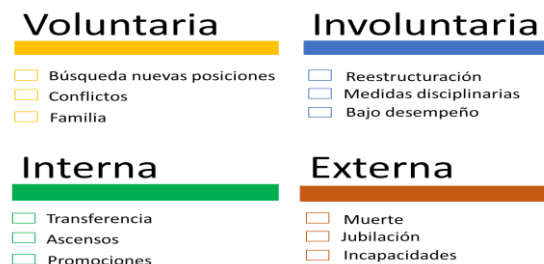 Voluntaria
Búsqueda nuevas posiciones
Conflictos
Familia
Involuntaria
Reestructuración
Medidas disciplinarias
Bajo desempeño
Interna
Transferencia
Ascensos
Promociones
Externa
Muerte
Jubilación
Incapacidades